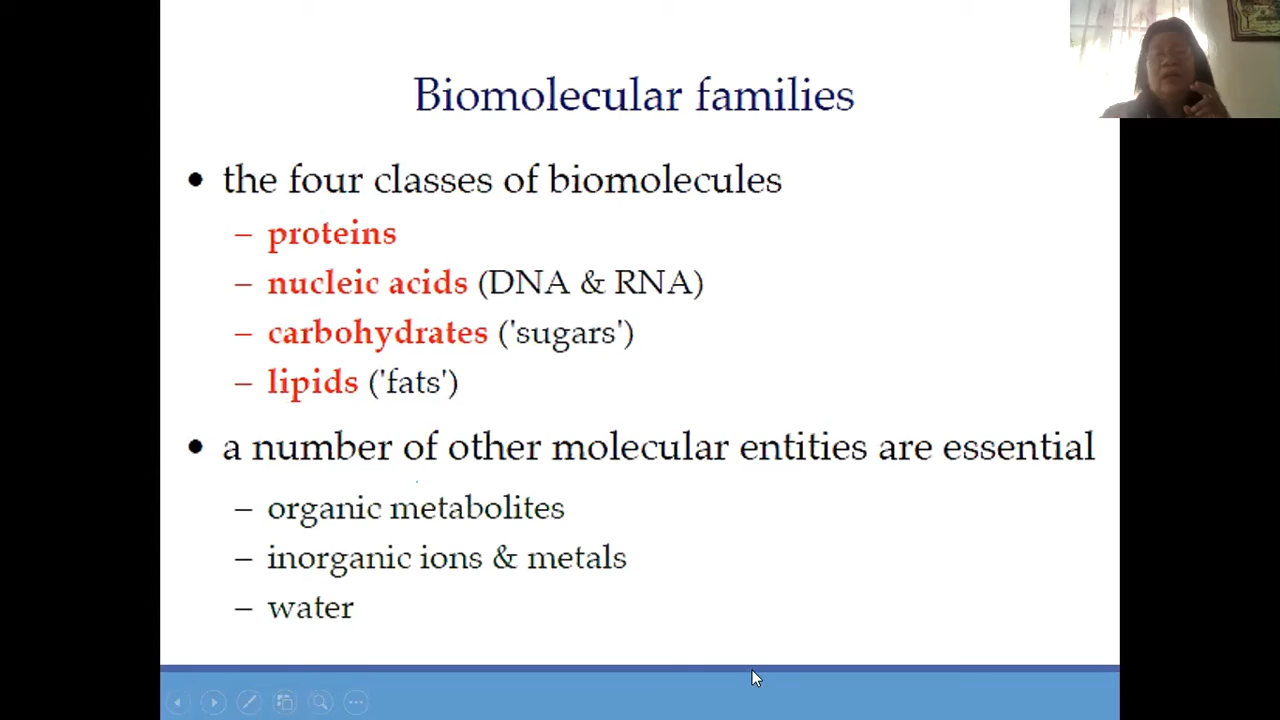 Biomolecular families
• the four classes of biomolecules
– proteins
– nucleic acids (DNA & RNA)
– carbohydrates ('sugars')
– lipids ('fats')
• a number of other molecular entities are essential
– organic metabolites
– inorganic ions & metals
– water